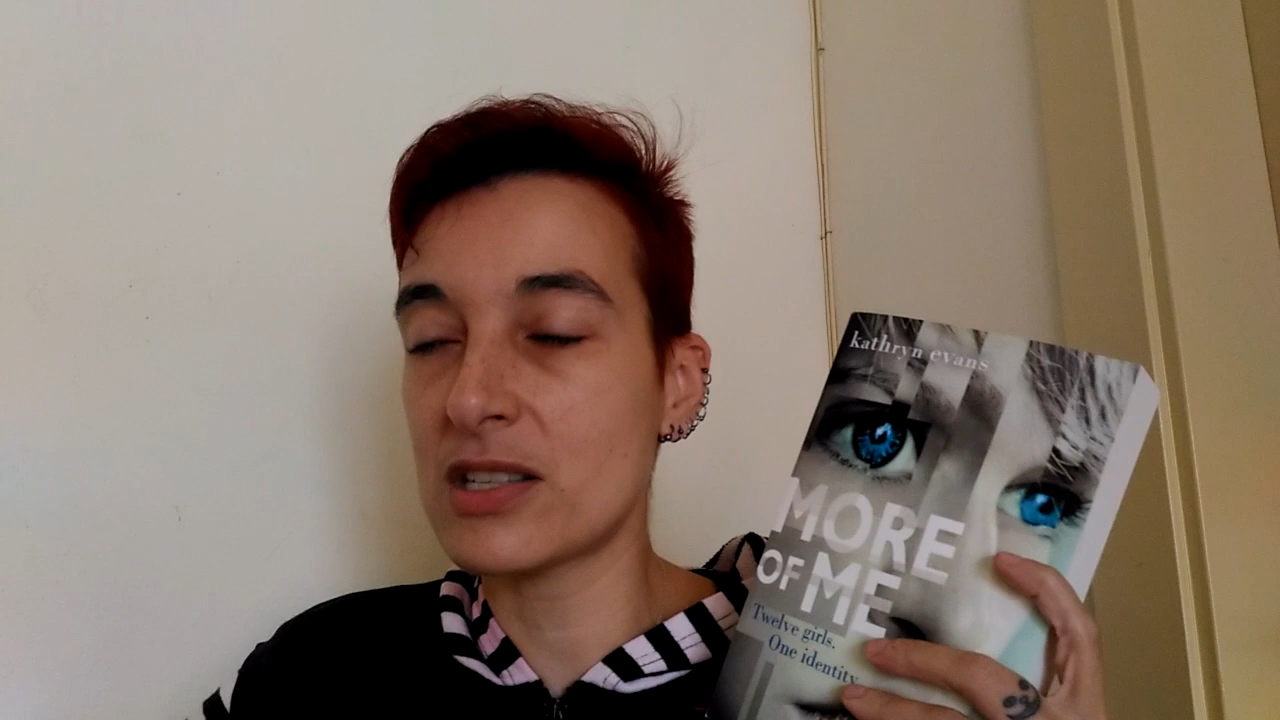 kathryn evans
MORE
OF ME
Twelve girls.
One identity